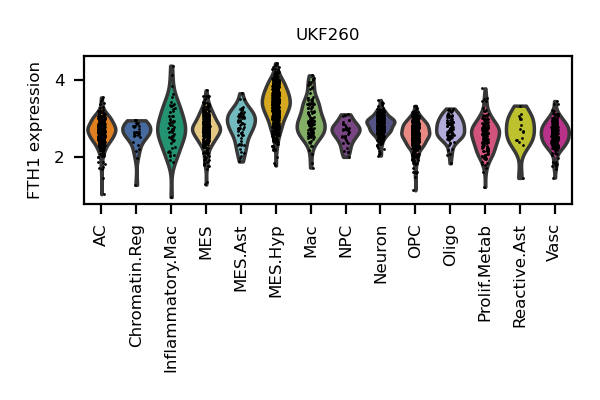 UKF260
FTH1 expression
4
2
AC
Chromatin.Reg
Inflammatory.Mac
MES
MES.Ast
MES.Hyp
Mac
NPC
Neuron
OPC
Oligo
Prolif.Metab
Reactive.Ast
Vasc